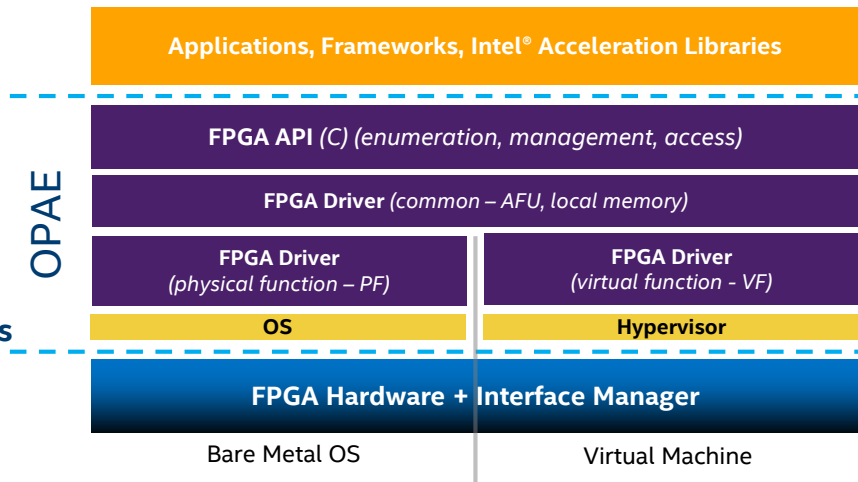 Applications, Frameworks, Intel® Acceleration Libraries
OPAE
FPGA API (C) (enumeration, management, access)
FPGA Driver (common – AFU, local memory)
FPGA Driver
(physical function – PF)
FPGA Driver
(virtual function - VF)
s
OS
Hypervisor
FPGA Hardware + Interface Manager
Bare Metal OS
Virtual Machine